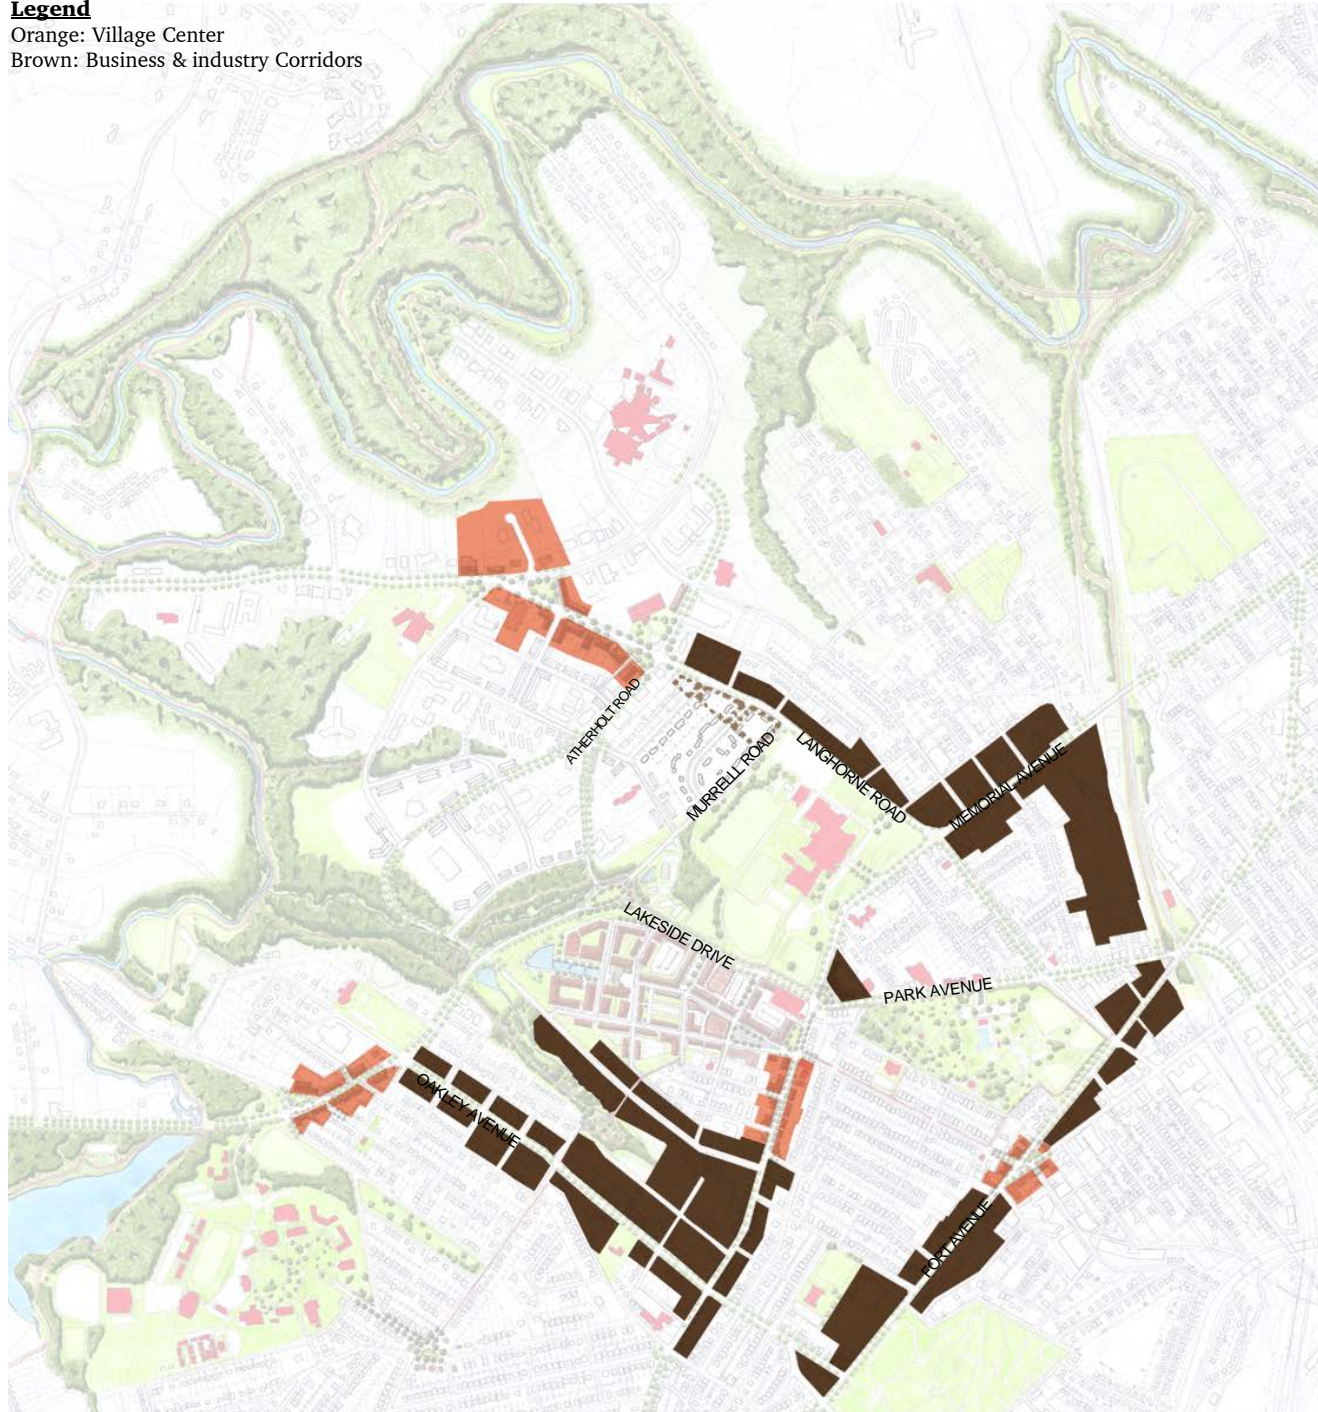 Legend
Orange: Village Center
Brown: Business & industry Corridors
ATHERHOLT ROAD
MURRELL ROAD
LANGHORNE ROAD
MEMORIAL AVENUE
LAKESIDE DRIVE
PARK AVENUE
OAKLEY AVENUE
FORT AVENUE